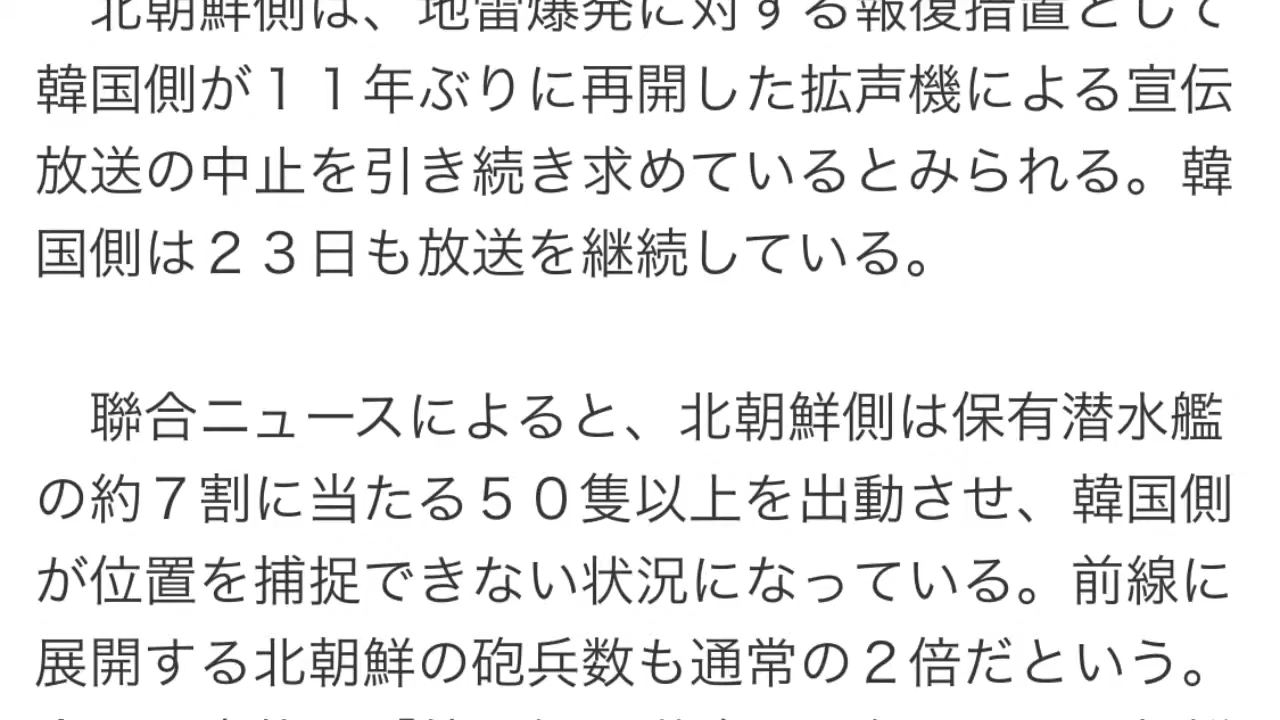 北朝鮮側は、地雷爆発に対する報復措置として
韓国側が１１年ぶりに再開した拡声機による宣伝
放送の中止を引き続き求めているとみられる。韓
国側は２３日も放送を継続している。
聯合ニュースによると、北朝鮮側は保有潜水艦
の約７割に当たる５０隻以上を出動させ、韓国側
が位置を捕捉できない状況になっている。前線に
展開する北朝鮮の砲兵数も通常の２倍だという。